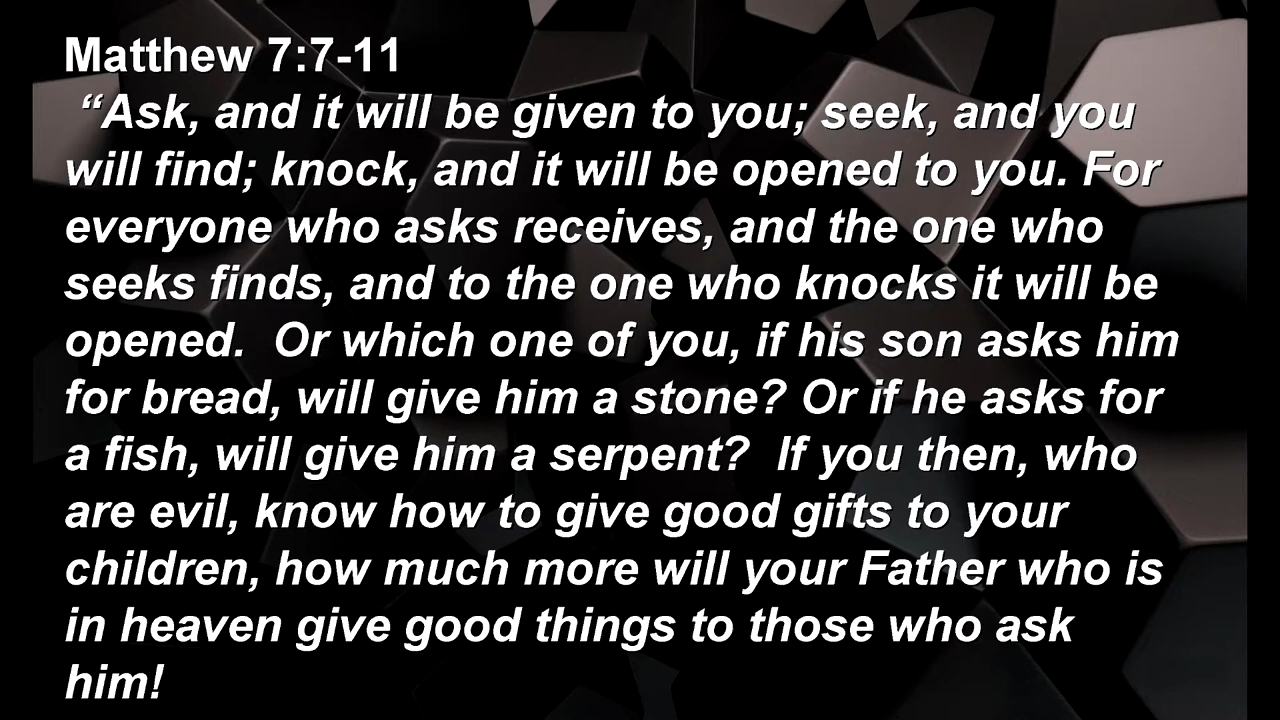 Matthew 7:7-11
“Ask, and it will be given to you; seek, and you
will find; knock, and it will be opened to you. For
everyone who asks receives, and the one who
seeks finds, and to the one who knocks it will be
opened.  Or which one of you, if his son asks him
for bread, will give him a stone? Or if he asks for
a fish, will give him a serpent?  If you then, who
are evil, know how to give good gifts to your
children, how much more will your Father who is
in heaven give good things to those who ask
him!